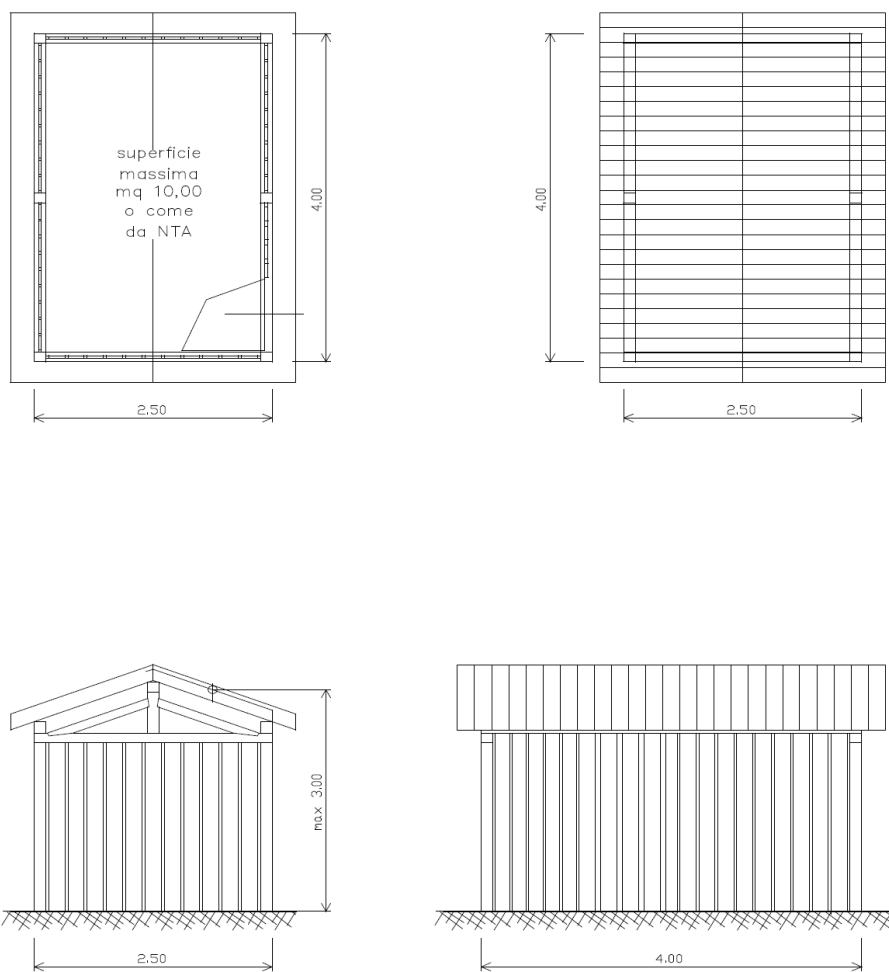 superficie
massima
mq 10,00
o come
da NTA
4.00
2.50
4.00
2.50
max 3.00
2.50
4.00